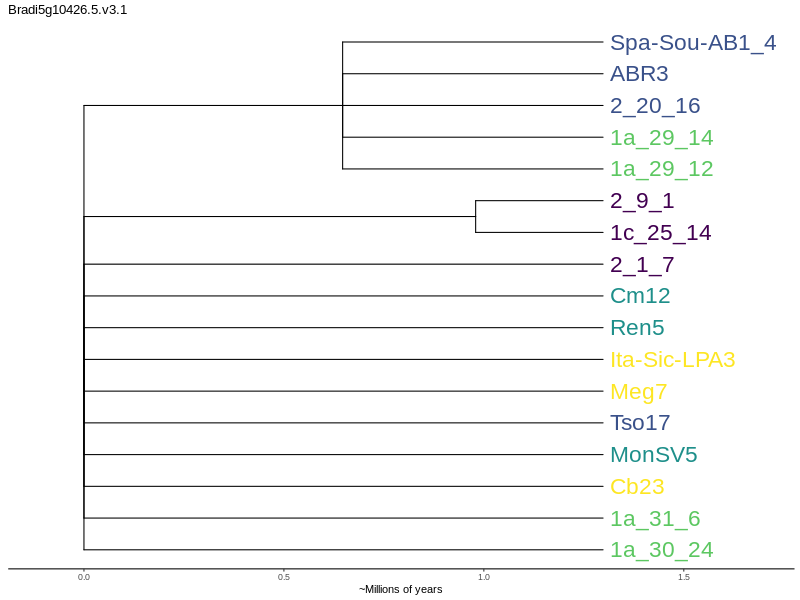 Bradi5g10426.5.v3.1
Spa-Sou-AB1_4
ABR3
2_20_16
1a_29_14
1a_29_12
2_9_1
1c_25_14
2_1_7
Cm12
Ren5
Ita-Sic-LPA3
Meg7
Tso17
MonSV5
Cb23
1a_31_6
1a_30_24
0.0 0.5 1.0 1.5
~Millions of years